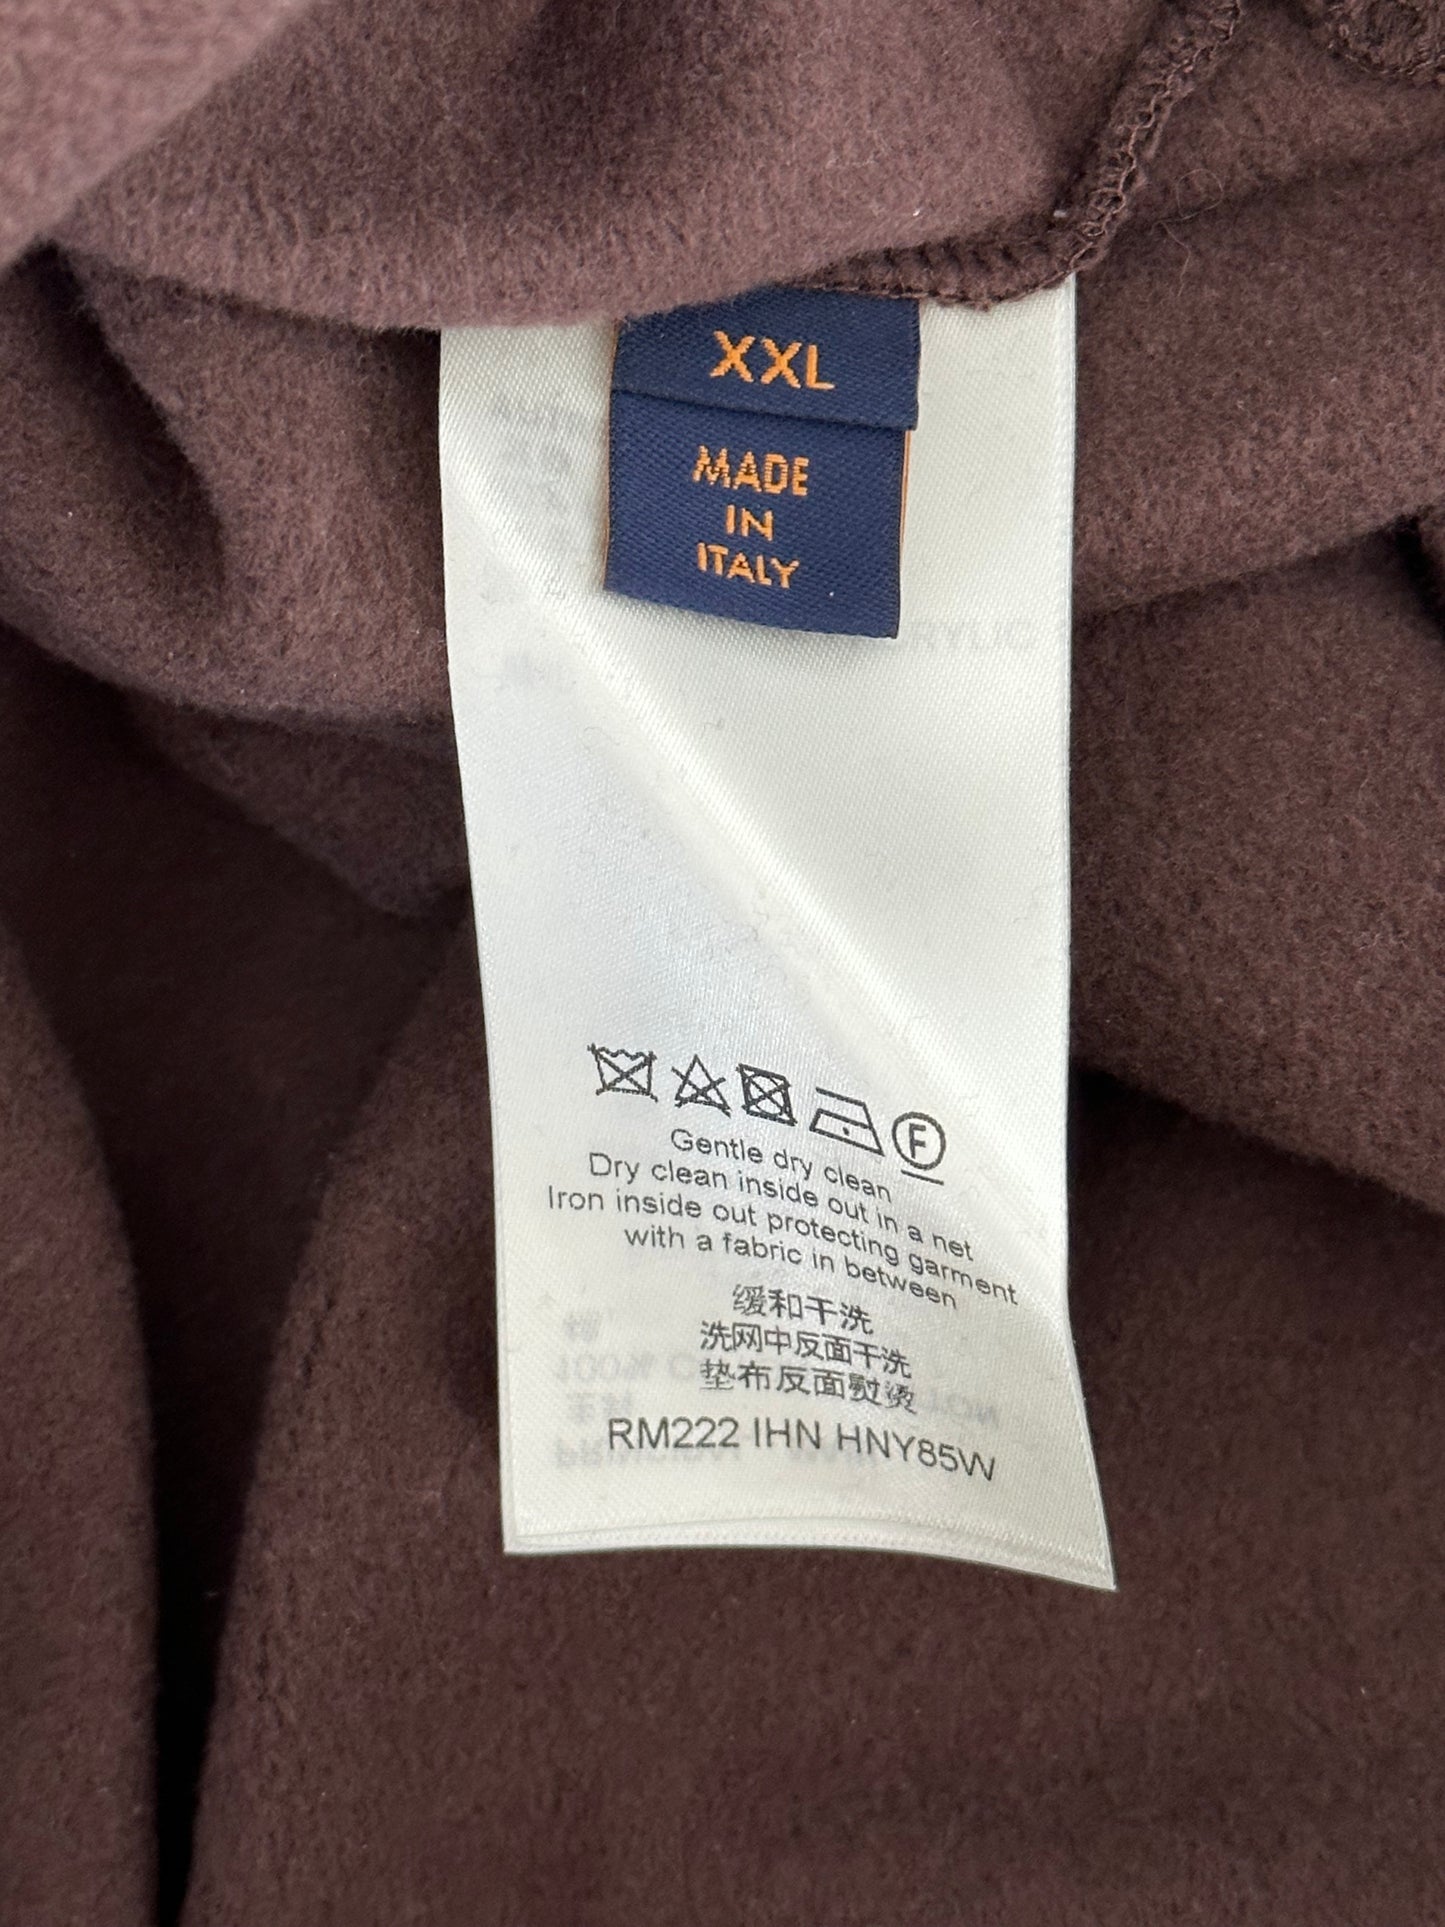 XXL
MADE
IN
ITALY
F
Gentle dry clean
Dry clean inside out in a net
Iron inside out protecting garment
with a fabric in between
缓和干洗
洗网中反面干洗
垫布反面熨烫
RM222 IHN HNY85W